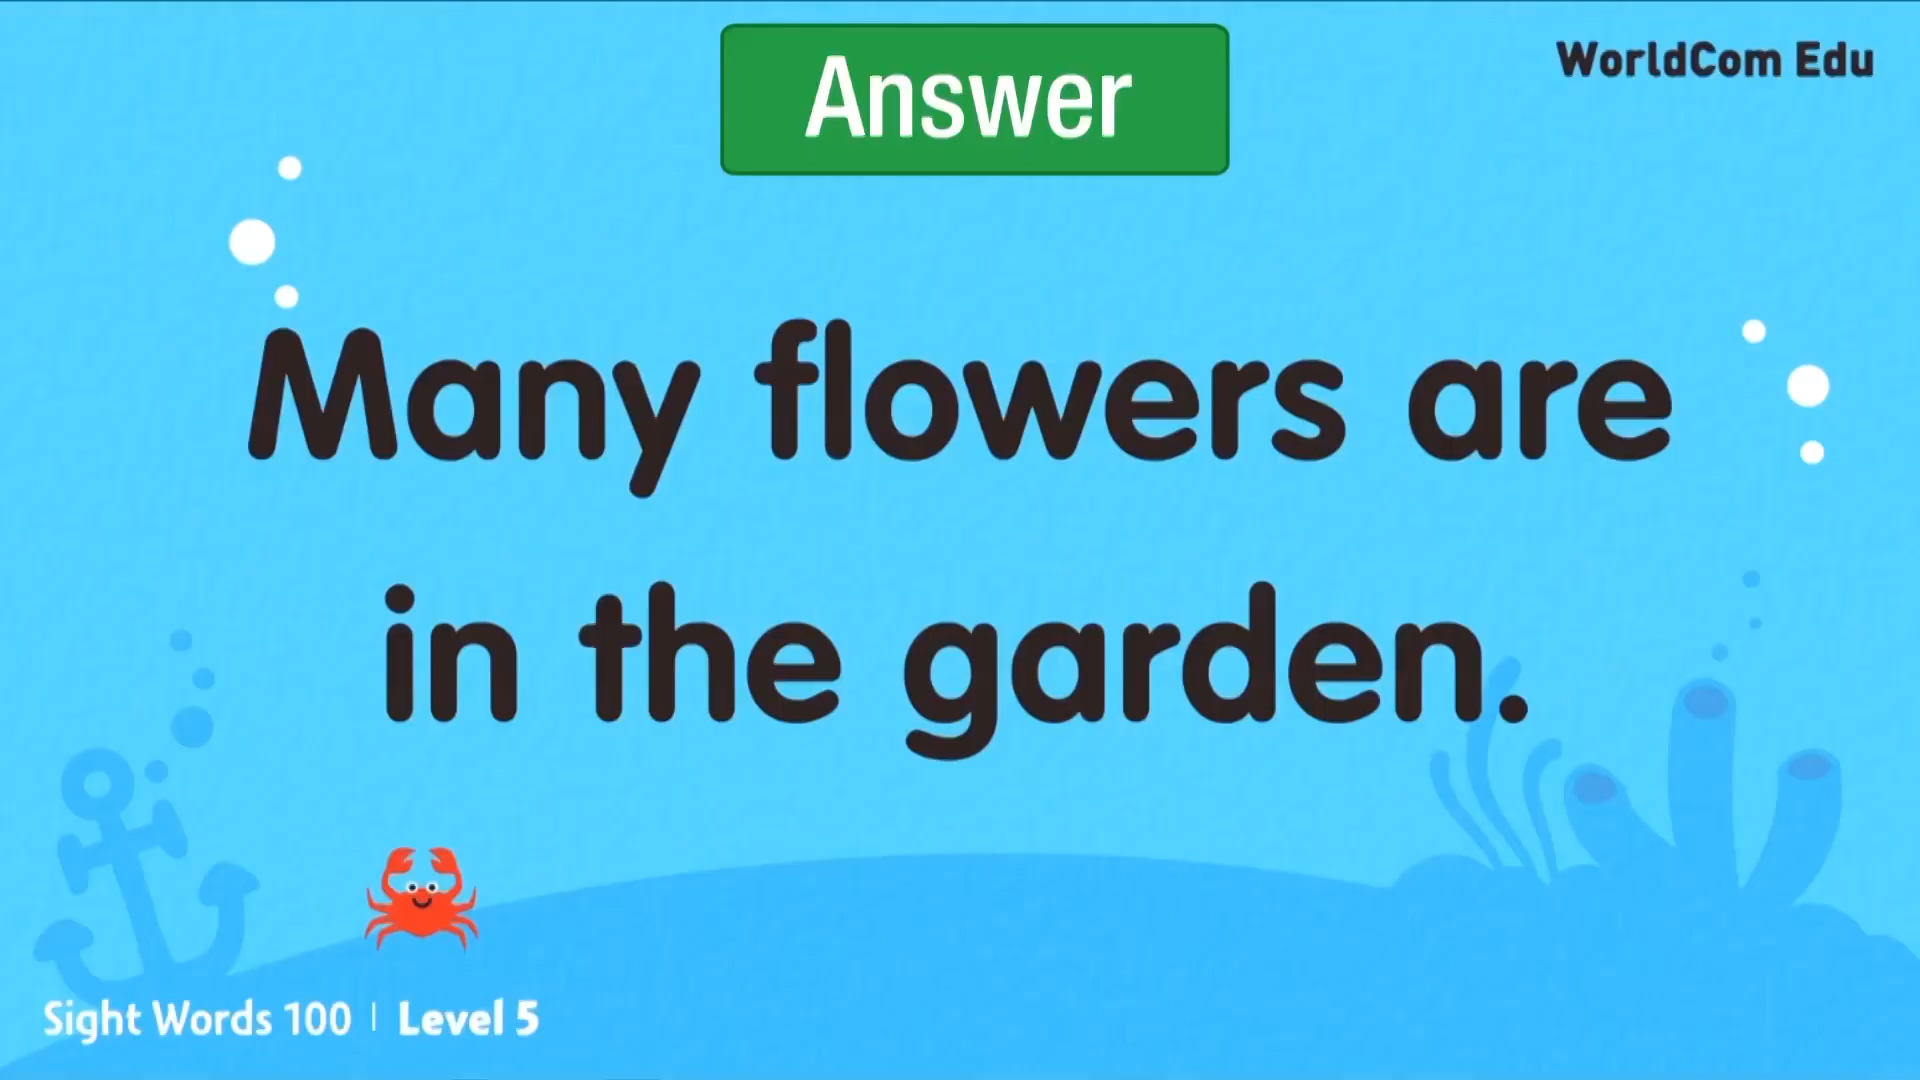 Answer
WorldCom Edu
Many flowers are
in the garden.
Sight Words 100 | Level 5